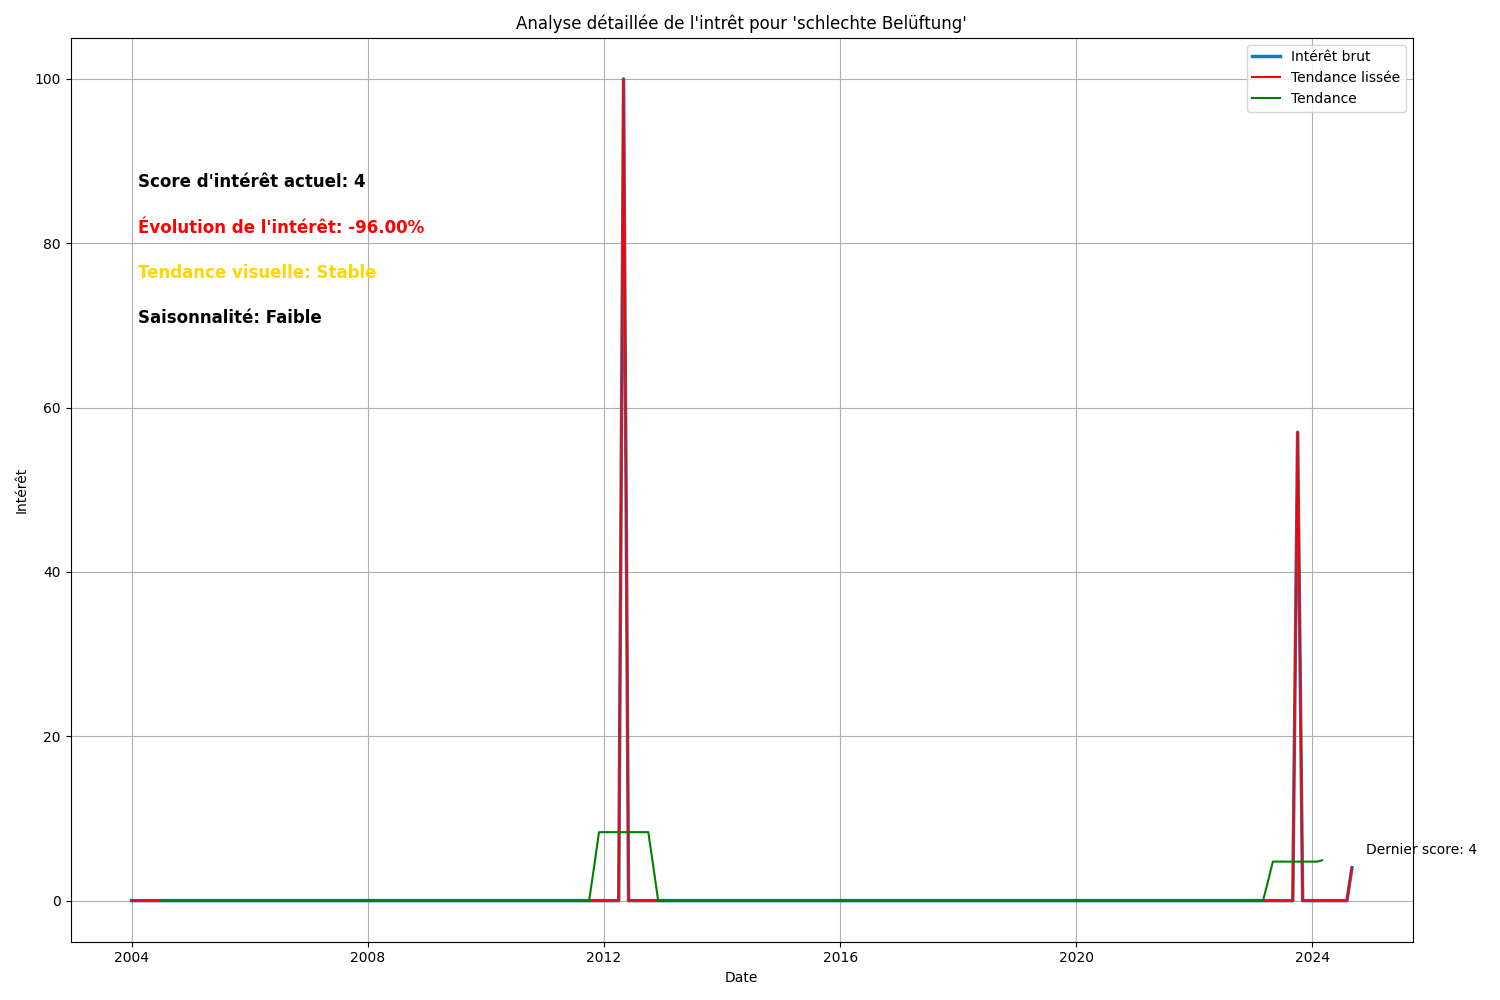 Analyse détaillée de l'intrêt pour 'schlechte Belüftung'
Intérêt brut
Tendance lissée
Tendance
Score d'intérêt actuel: 4
Évolution de l'intérêt: -96.00%
Tendance visuelle: Stable
Saisonnalité: Faible
Dernier score: 4
Intérêt
100
80
60
40
20
0
2004 2008 2012 2016 2020 2024
Date